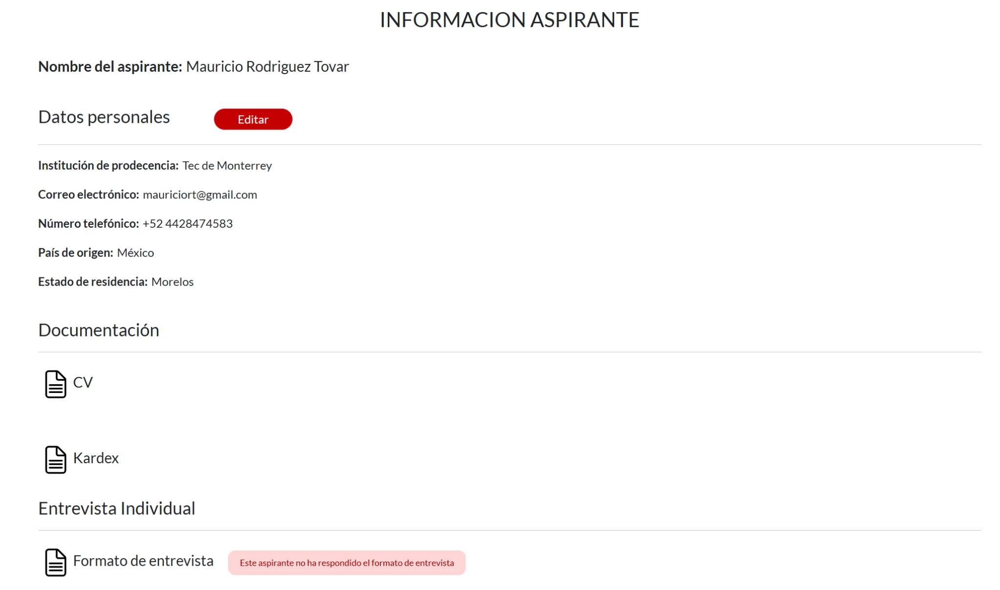 INFORMACION ASPIRANTE
Nombre del aspirante: Mauricio Rodriguez Tovar
Datos personales Editar
Institución de prodecencia: Tec de Monterrey
Correo electrónico: mauriciort@gmail.com
Número telefónico: +52 4428474583
País de origen: México
Estado de residencia: Morelos
Documentación
CV
Kardex
Entrevista Individual
Formato de entrevista Este aspirante no ha respondido el formato de entrevista